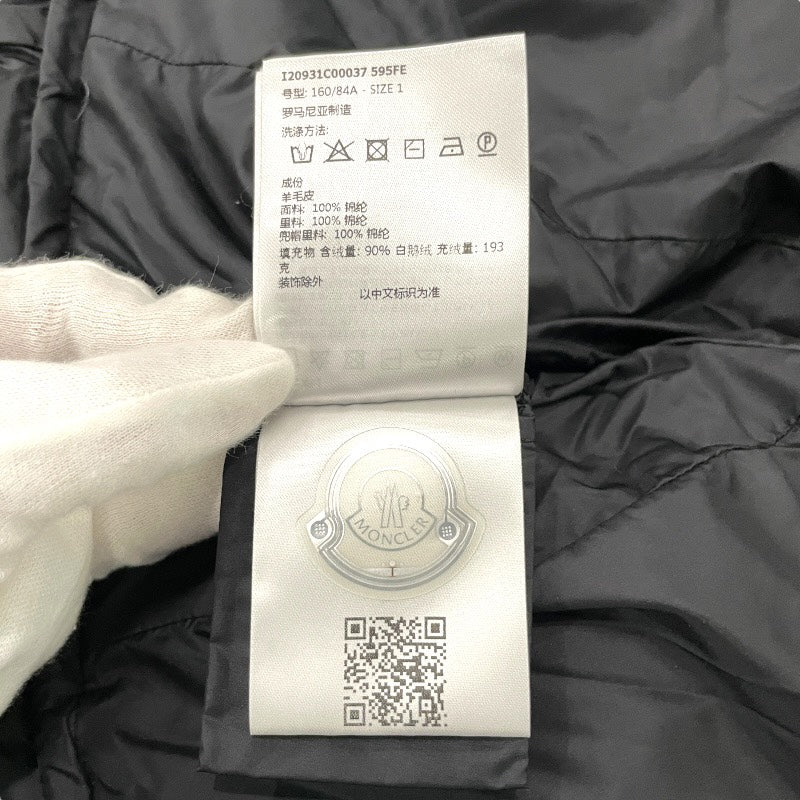 I20931C00037 595FE
号型: 160/84A - SIZE 1
罗马尼亚制造
洗涤方法:
P
成份
羊毛皮
面料: 100% 锦纶
里料: 100% 锦纶
兜帽里料: 100% 锦纶
填充物 含绒量: 90% 白鹅绒 充绒量: 193
克
装饰除外
以中文标识为准
MONCLER